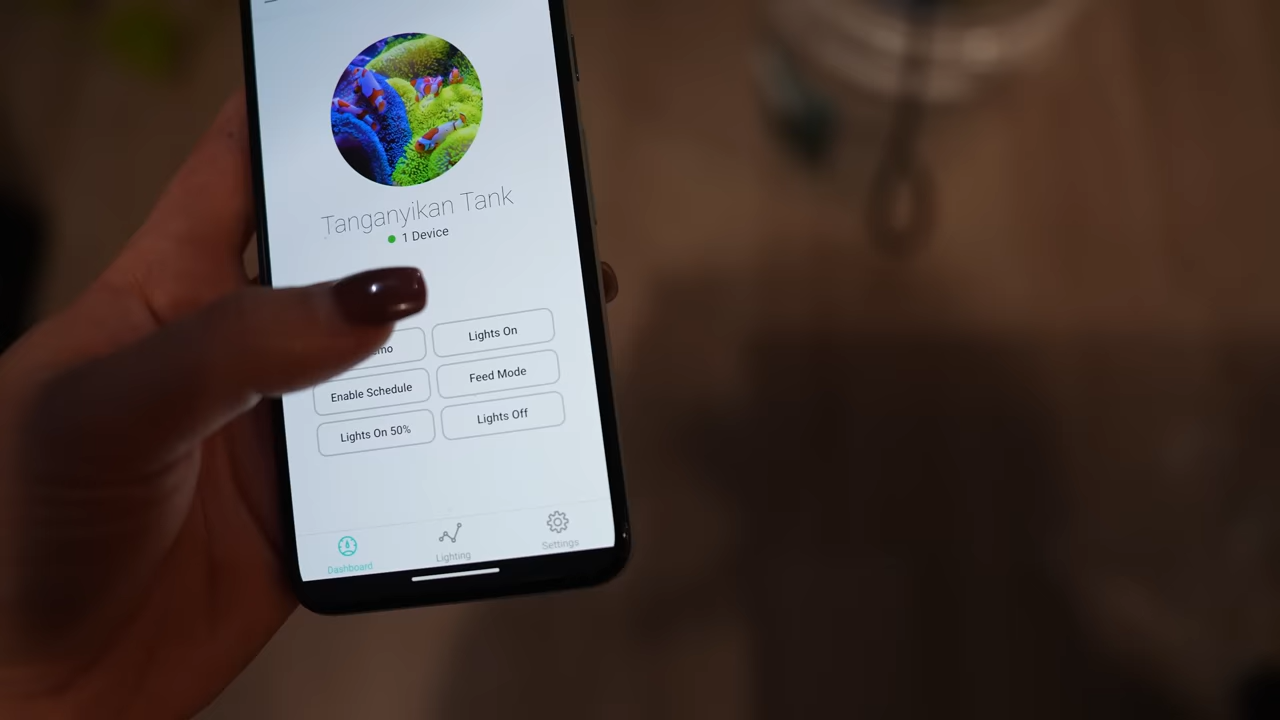 Tanganyikan Tank
1 Device
Lights On
Enable Schedule
Feed Mode
Lights On 50%
Lights Off
Dashboard
Lighting
Settings